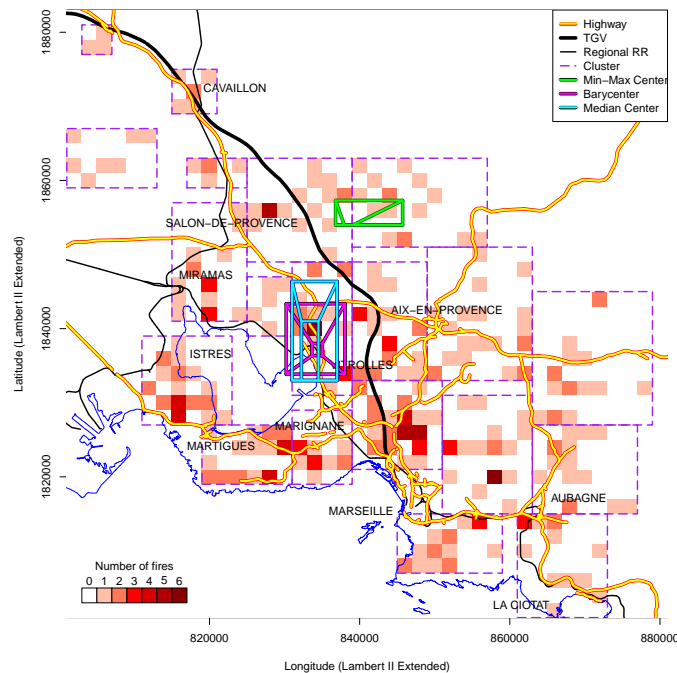 Highway
TGV
Regional RR
Cluster
Min−Max Center
Barycenter
Median Center
CAVAILLON
SALON−DE−PROVENCE
MIRAMAS
AIX−EN−PROVENCE
ISTRES
MARIGNANE
MARTIGUES
MARSEILLE
AUBAGNE
LA CIOTAT
Number of fires
0 1 2 3 4 5 6
1880000
1860000
1840000
1820000
Latitude (Lambert II Extended)
820000 840000 860000 880000
Longitude (Lambert II Extended)